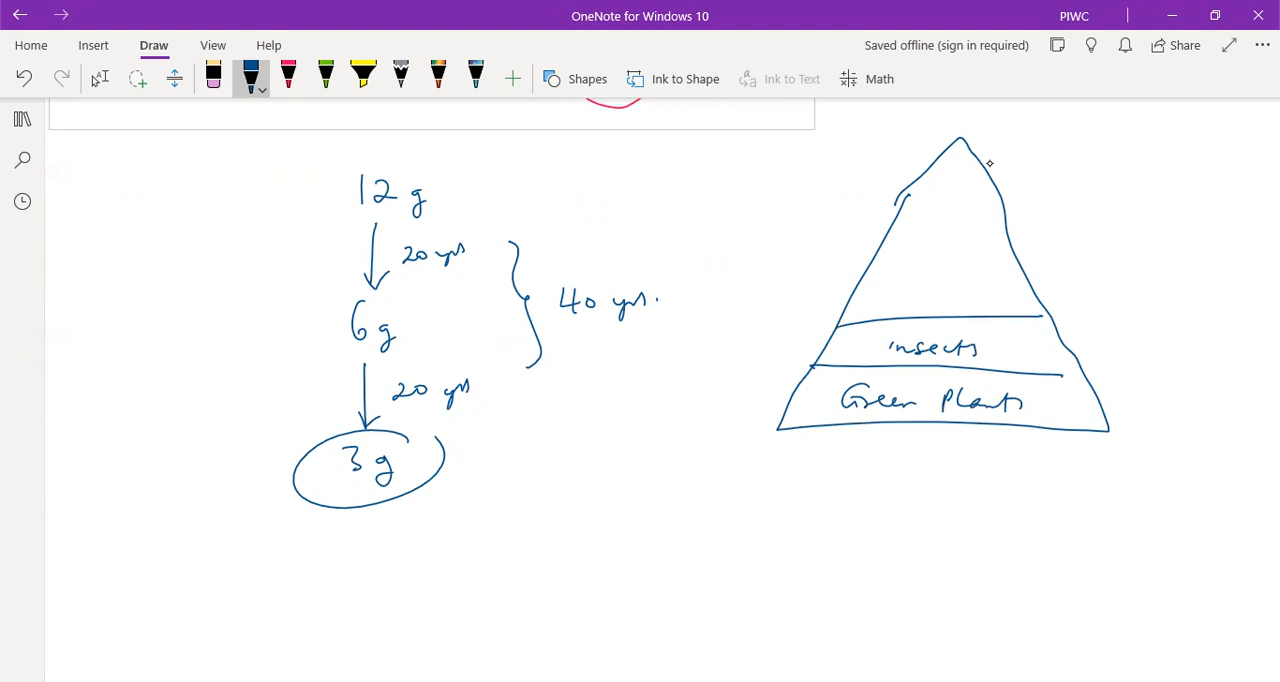 OneNote for Windows 10
PIWC
Home Insert Draw View Help
Saved offline (sign in required)
Share
Shapes
Ink to Shape
Ink to Text
Math
12 g
20 yrs
6 g
40 yrs.
20 yrs
3 g
insects
Green Plants